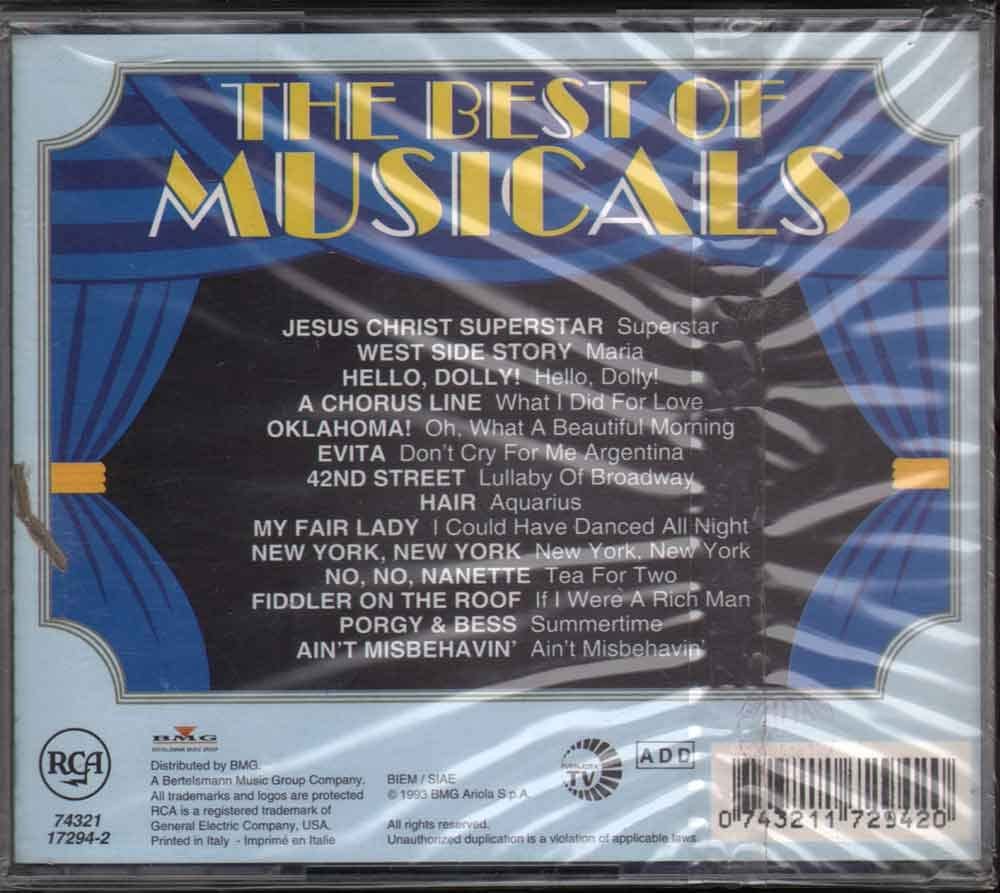 THE BEST OF
MUSICALS
JESUS CHRIST SUPERSTAR Superstar
WEST SIDE STORY Maria
HELLO, DOLLY! Hello, Dolly!
A CHORUS LINE What I Did For Love
OKLAHOMA! Oh, What A Beautiful Morning
EVITA Don't Cry For Me Argentina
42ND STREET Lullaby Of Broadway
HAIR Aquarius
MY FAIR LADY I Could Have Danced All Night
NEW YORK, NEW YORK New York, New York
NO, NO, NANETTE Tea For Two
FIDDLER ON THE ROOF If I Were A Rich Man
PORGY & BESS Summertime
AIN'T MISBEHAVIN' Ain't Misbehavin'
RCA
74321
17294-2
BMG
BERTELSMANN MUSIC GROUP
Distributed by BMG.
A Bertelsmann Music Group Company.
All trademarks and logos are protected
RCA is a registered trademark of
General Electric Company, USA.
Printed in Italy - Imprimé en Italie
BIEM / SIAE
© 1993 BMG Ariola S.p.A.
All rights reserved.
Unauthorized duplication is a violation of applicable laws.
TV
ADD
0 743211 729420